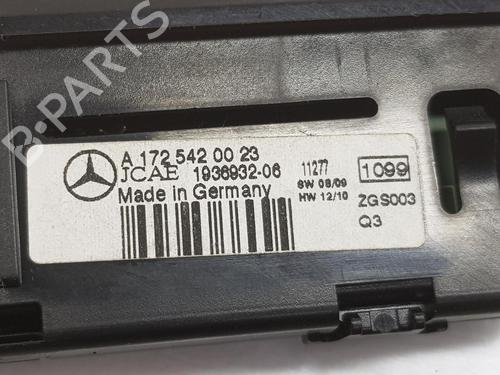 B-PARTS
A 172 542 00 23
JCAE 1936932-06
Made in Germany
11277
SW 08/09
HW 12/10
1099
ZGS003
Q3